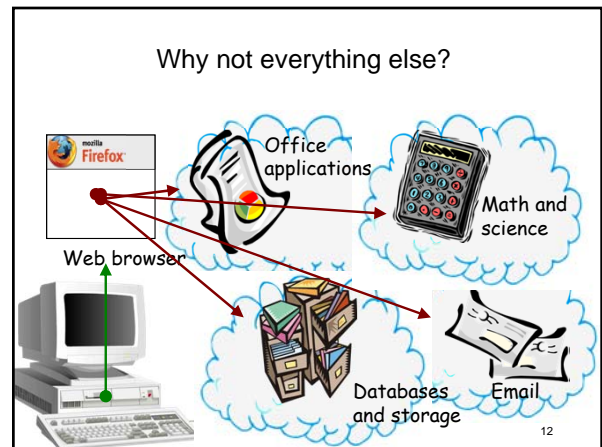 Why not everything else?
mozilla
Firefox
Office
applications
Math and
science
Web browser
Databases
and storage
Email
12